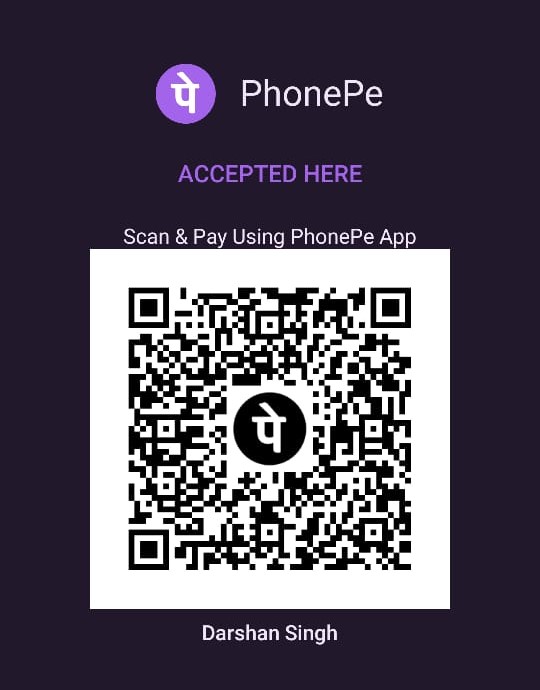 पे PhonePe
ACCEPTED HERE
Scan & Pay Using PhonePe App
पे
Darshan Singh